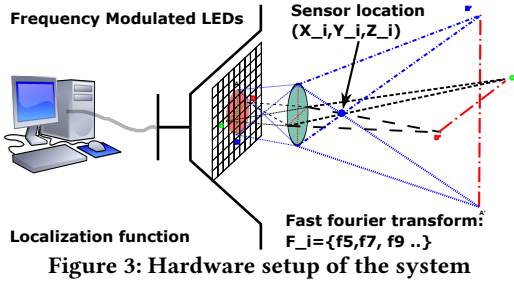 Frequency Modulated LEDs
Sensor location
(X_i,Y_i,Z_i)
Localization function
Fast fourier transform:
F_i={f5,f7, f9 ..}
Figure 3: Hardware setup of the system